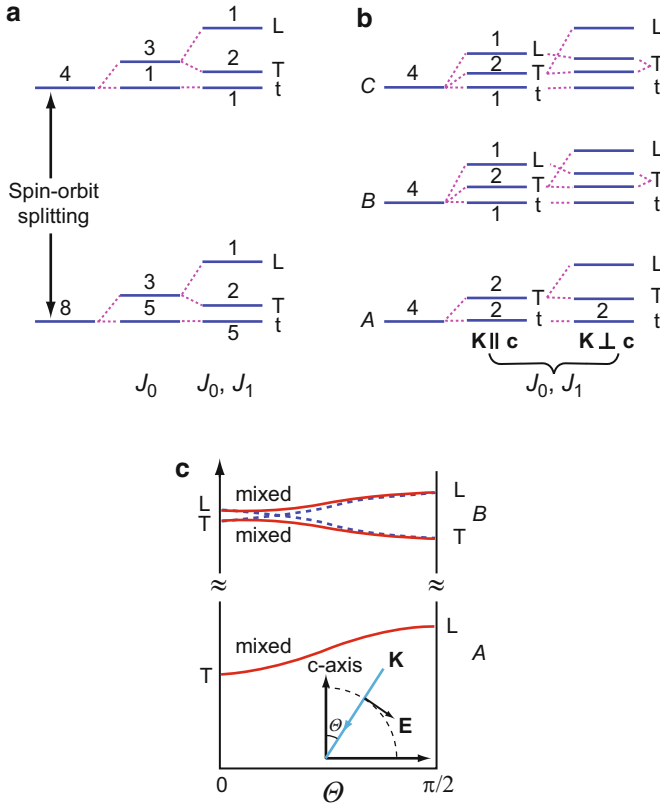 a
1
L
3
2
4
1
T
1
t
Spin-orbit
splitting
1
L
3
2
8
5
T
5
t
J₀
J₀, J₁
b
L
1
L
C
4
2
T
T
1
t
t
L
1
L
B
4
2
T
T
1
t
t
L
2
T
T
A
4
2
t
2
t
K || c
K ⊥ c
J₀, J₁
c
L
mixed
L
T
B
mixed
T
≈
≈
mixed
L
A
T
c-axis
K
E
Θ
0
Θ
π/2